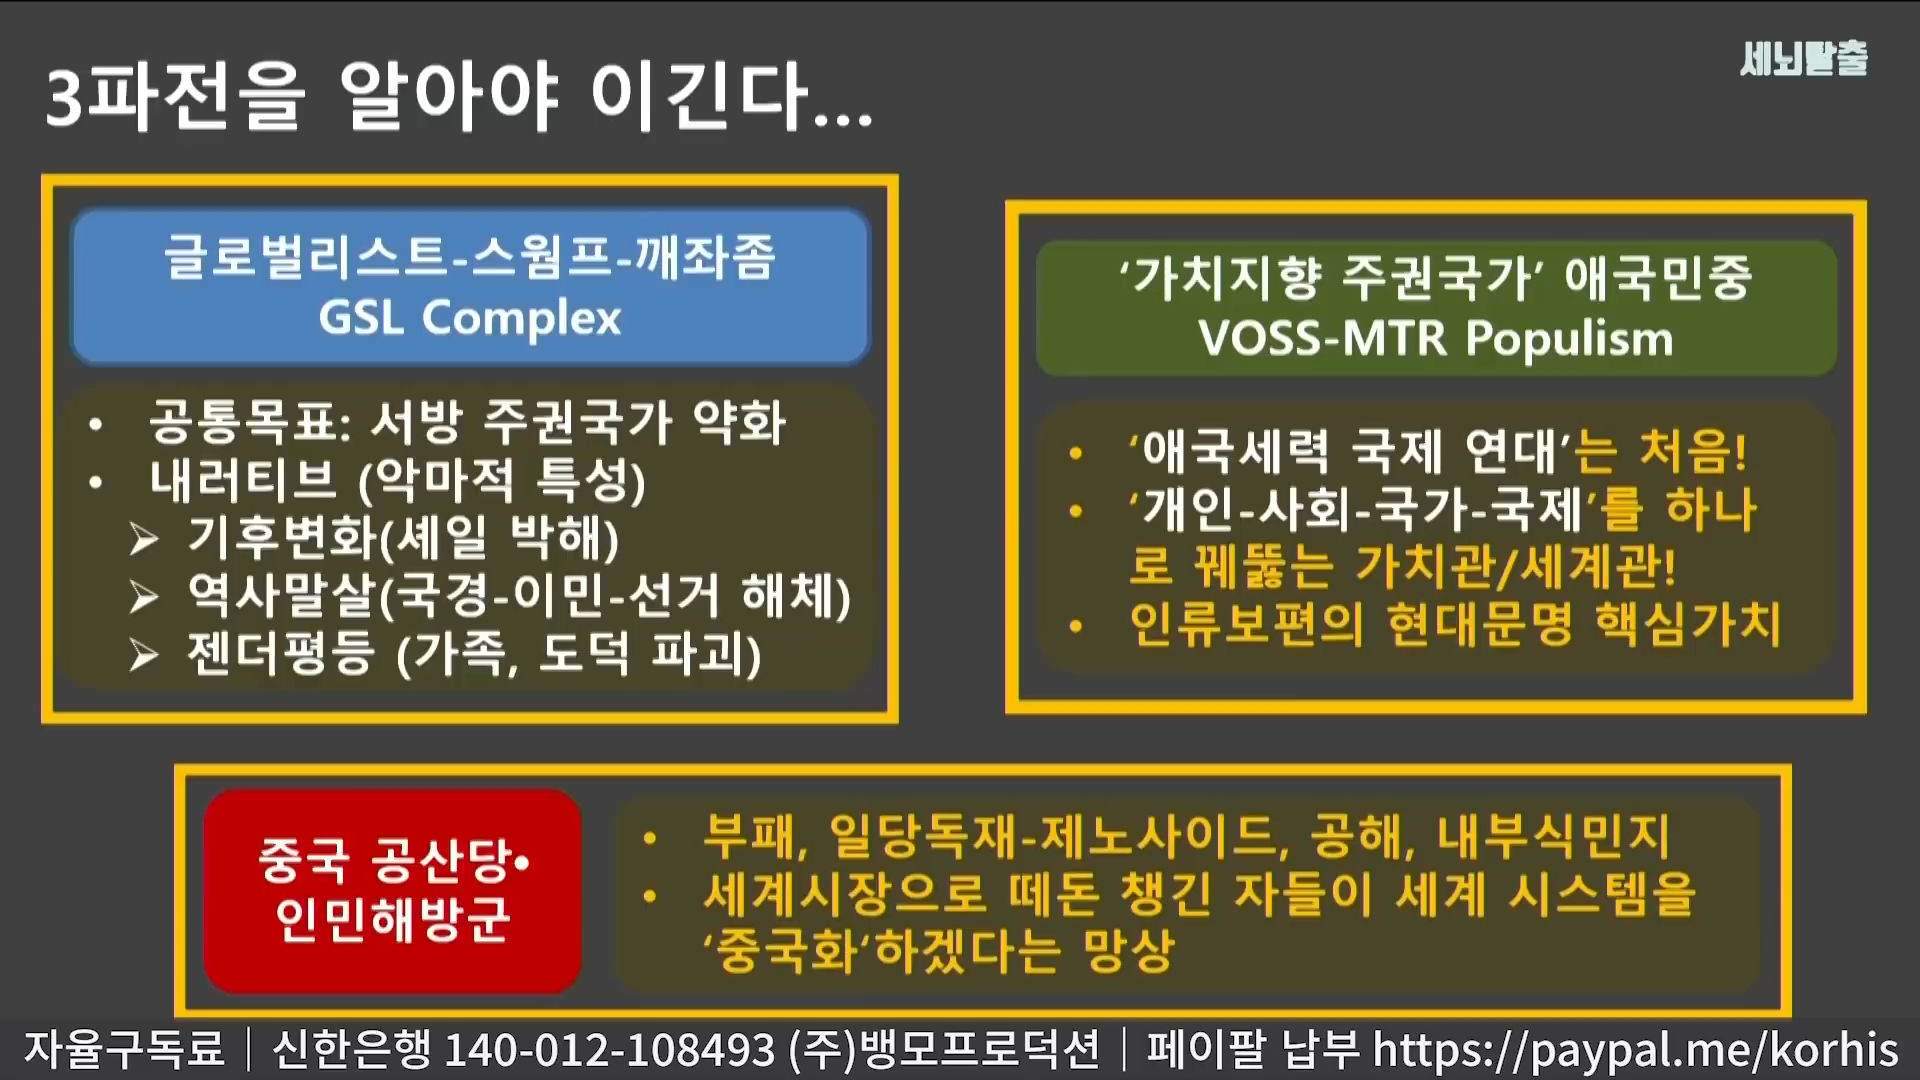 3파전을 알아야 이긴다...
세뇌탈출
글로벌리스트-스웜프-깨좌좀
GSL Complex
• 공통목표: 서방 주권국가 약화
• 내러티브 (악마적 특성)
➢ 기후변화(셰일 박해)
➢ 역사말살(국경-이민-선거 해체)
➢ 젠더평등 (가족, 도덕 파괴)
‘가치지향 주권국가’ 애국민중
VOSS-MTR Populism
• ‘애국세력 국제 연대’는 처음!
• ‘개인-사회-국가-국제’를 하나
로 꿰뚫는 가치관/세계관!
• 인류보편의 현대문명 핵심가치
중국 공산당•
인민해방군
• 부패, 일당독재-제노사이드, 공해, 내부식민지
• 세계시장으로 떼돈 챙긴 자들이 세계 시스템을
‘중국화‘하겠다는 망상
자율구독료│신한은행 140-012-108493 (주)뱅모프로덕션│페이팔 납부 https://paypal.me/korhis